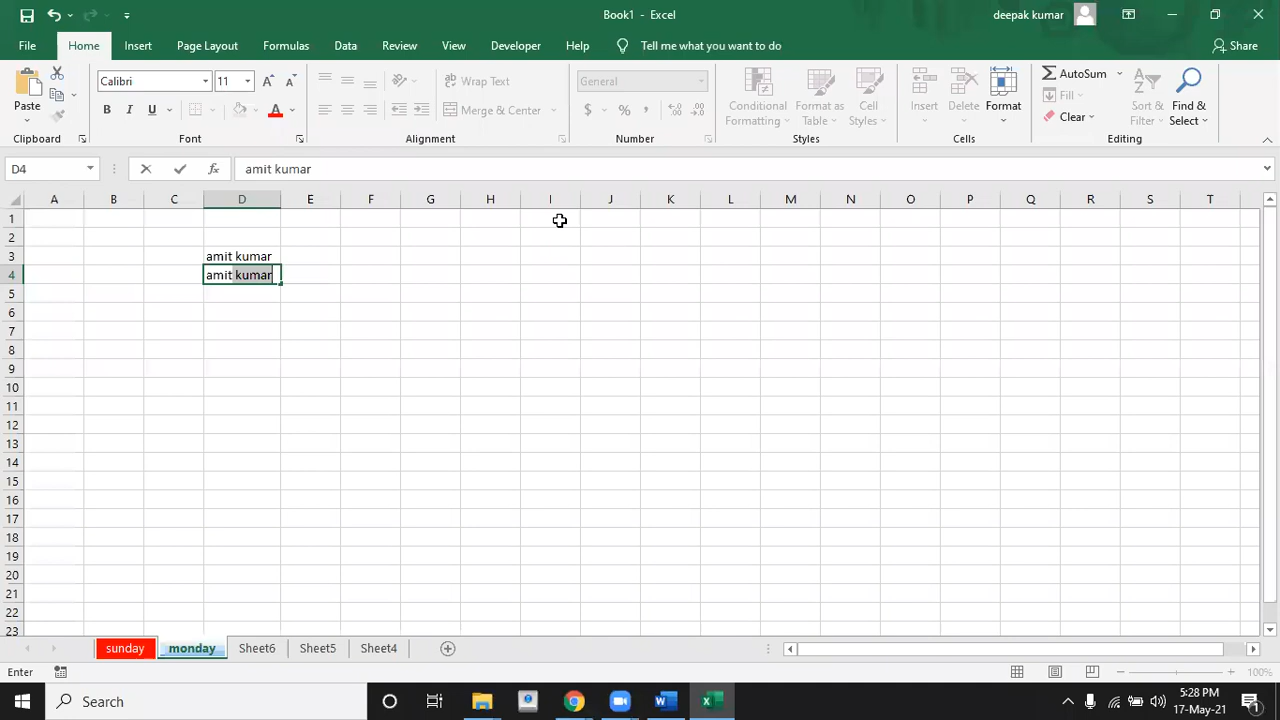 Book1 - Excel
deepak kumar
File Home Insert Page Layout Formulas Data Review View Developer Help Tell me what you want to do Share
Calibri 11 Wrap Text General AutoSum
Paste Conditional Format as Cell Insert Delete Format Fill Sort & Find &
B I U A Merge & Center $ % , Formatting Table Styles Clear Filter Select
Clipboard Font Alignment Number Styles Cells Editing
D4 fx amit kumar
A B C D E F G H I J K L M N O P Q R S T
1
2
3 amit kumar
4 amit kumar
5
6
7
8
9
10
11
12
13
14
15
16
17
18
19
20
21
22
23
sunday monday Sheet6 Sheet5 Sheet4
Enter 100%
Search 5:28 PM
17-May-21 1